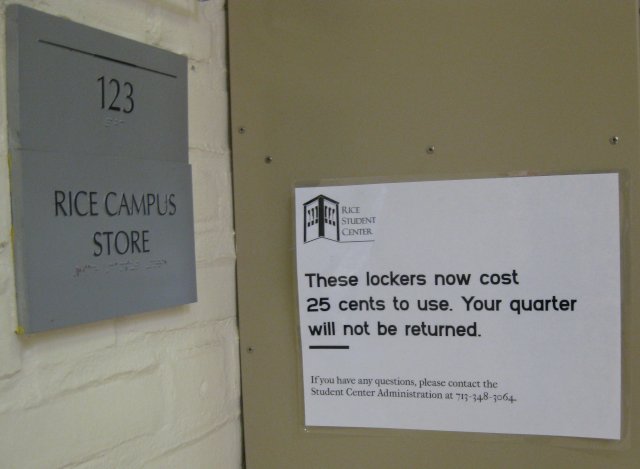 123
RICE CAMPUS
STORE
RICE
STUDENT
CENTER
These lockers now cost
25 cents to use. Your quarter
will not be returned.
If you have any questions, please contact the
Student Center Administration at 713-348-3064.